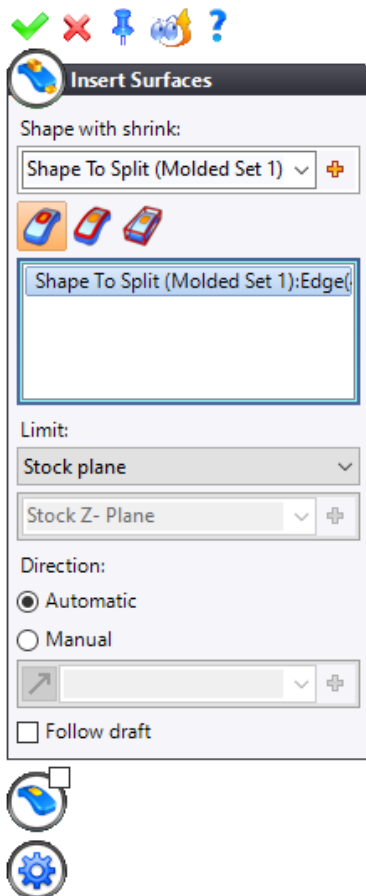 Insert Surfaces
Shape with shrink:
Shape To Split (Molded Set 1)
Shape To Split (Molded Set 1):Edge(
Limit:
Stock plane
Stock Z- Plane
Direction:
Automatic
Manual
Follow draft